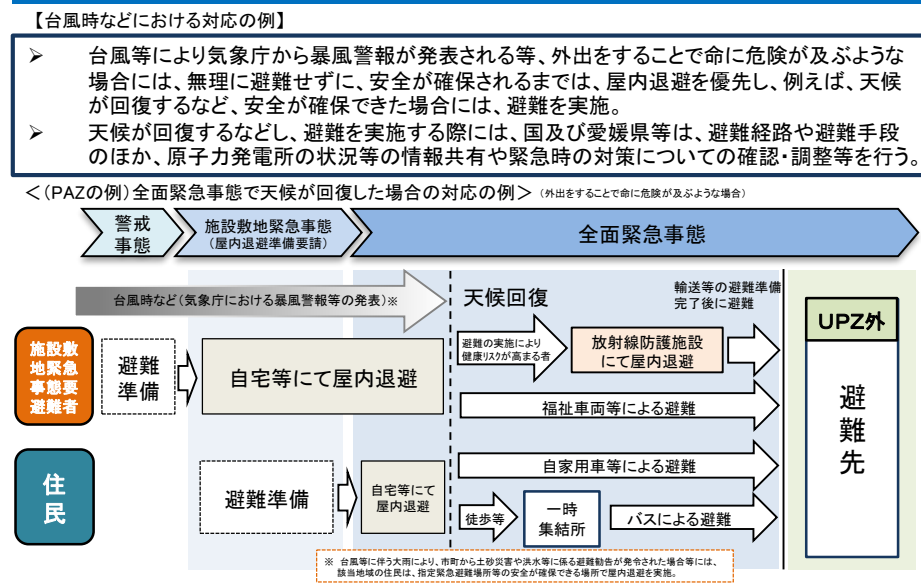 【台風時などにおける対応の例】
➢ 台風等により気象庁から暴風警報が発表される等、外出をすることで命に危険が及ぶような
場合には、無理に避難せずに、安全が確保されるまでは、屋内退避を優先し、例えば、天候
が回復するなど、安全が確保できた場合には、避難を実施。
➢ 天候が回復するなどし、避難を実施する際には、国及び愛媛県等は、避難経路や避難手段
のほか、原子力発電所の状況等の情報共有や緊急時の対策についての確認・調整等を行う。
＜(PAZの例)全面緊急事態で天候が回復した場合の対応の例＞ (外出をすることで命に危険が及ぶような場合)
警戒
事態
施設敷地緊急事態
(屋内退避準備要請)
全面緊急事態
台風時など(気象庁における暴風警報等の発表)※
天候回復
輸送等の避難準備
完了後に避難
UPZ外
避
難
先
施設敷
地緊急
事態要
避難者
避難
準備
自宅等にて屋内退避
避難の実施により
健康リスクが高まる者
放射線防護施設
にて屋内退避
福祉車両等による避難
住
民
避難準備
自宅等にて
屋内退避
自家用車等による避難
徒歩等
一時
集結所
バスによる避難
※ 台風等に伴う大雨により、市町から土砂災害や洪水等に係る避難勧告が発令された場合等には、
該当地域の住民は、指定緊急避難場所等の安全が確保できる場所で屋内退避を実施。